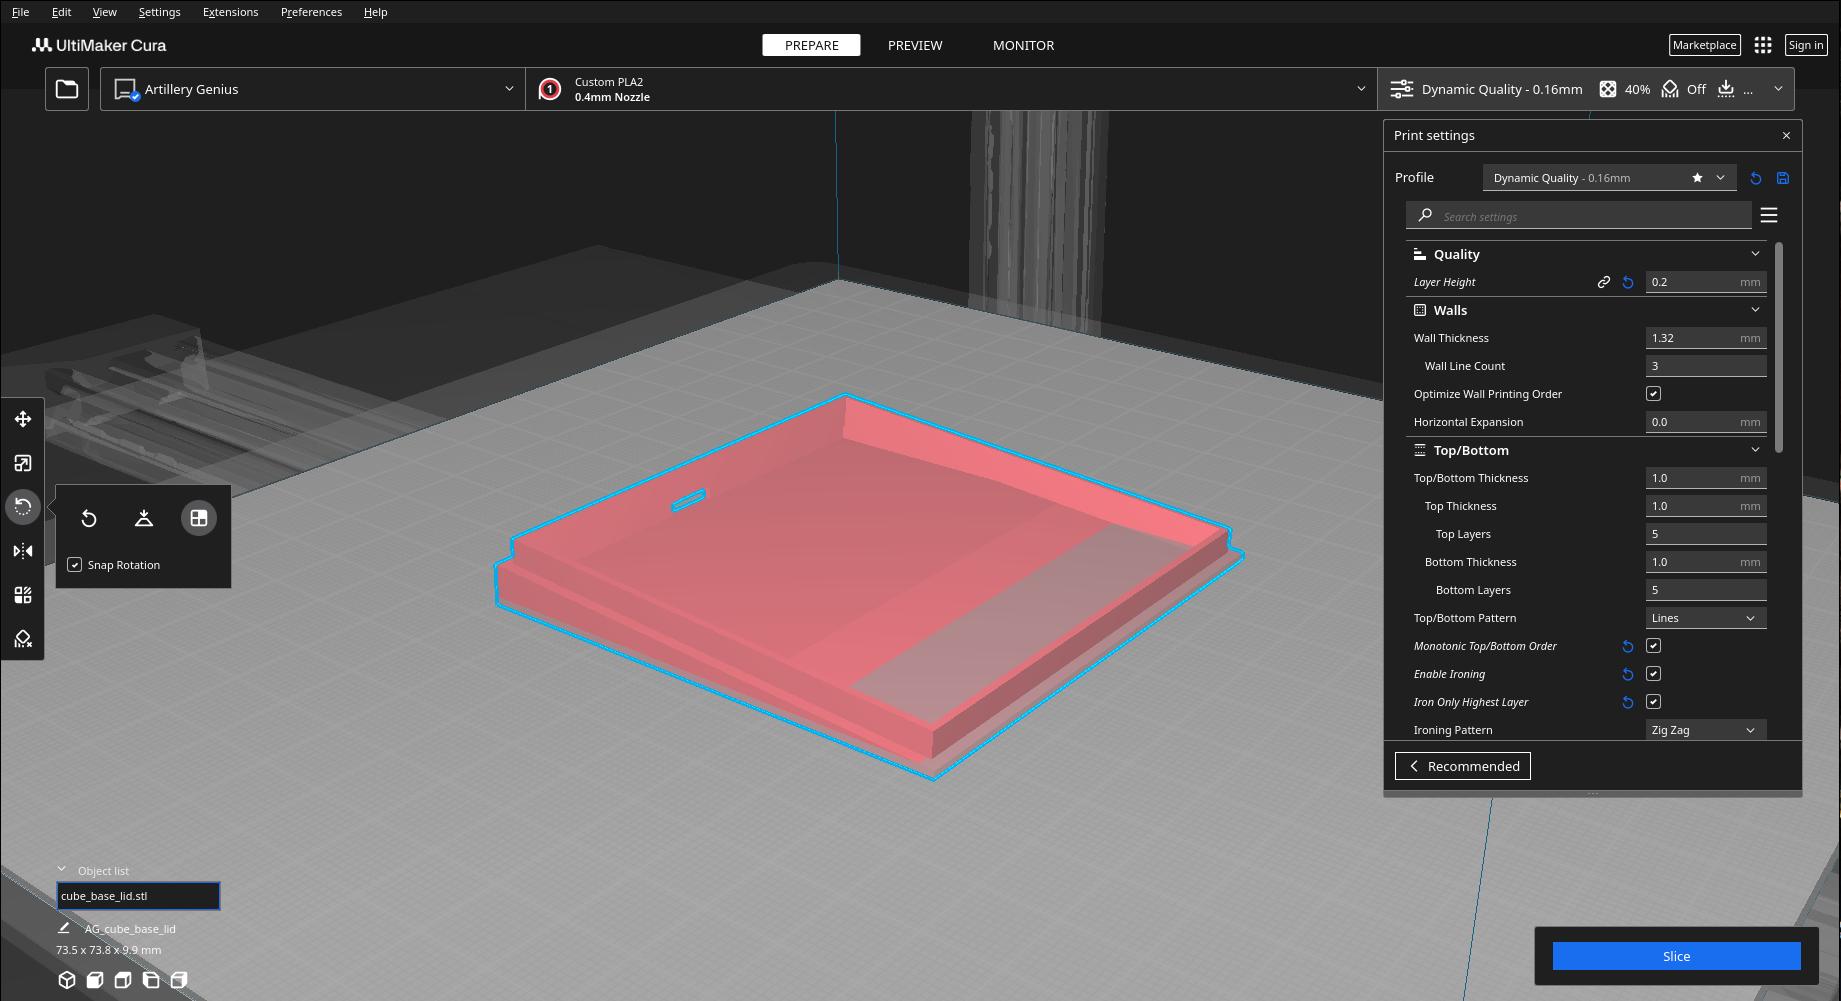 File Edit View Settings Extensions Preferences Help
UltiMaker Cura
PREPARE
PREVIEW
MONITOR
Marketplace
Sign in
Artillery Genius
1
Custom PLA2
0.4mm Nozzle
Dynamic Quality - 0.16mm
40%
Off
...
Print settings
Profile
Dynamic Quality - 0.16mm
Search settings
Quality
Layer Height 0.2 mm
Walls
Wall Thickness 1.32 mm
Wall Line Count 3
Optimize Wall Printing Order
Horizontal Expansion 0.0 mm
Top/Bottom
Top/Bottom Thickness 1.0 mm
Top Thickness 1.0 mm
Top Layers 5
Bottom Thickness 1.0 mm
Bottom Layers 5
Top/Bottom Pattern Lines
Monotonic Top/Bottom Order
Enable Ironing
Iron Only Highest Layer
Ironing Pattern Zig Zag
Recommended
Snap Rotation
Object list
cube_base_lid.stl
AG_cube_base_lid
73.5 x 73.8 x 9.9 mm
Slice